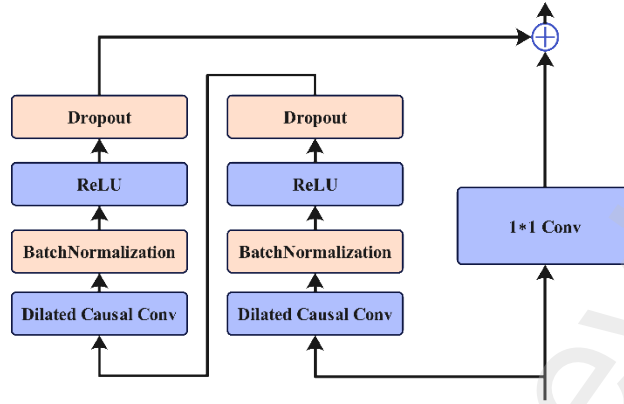 Dropout
Dropout
ReLU
ReLU
1*1 Conv
BatchNormalization
BatchNormalization
Dilated Causal Conv
Dilated Causal Conv